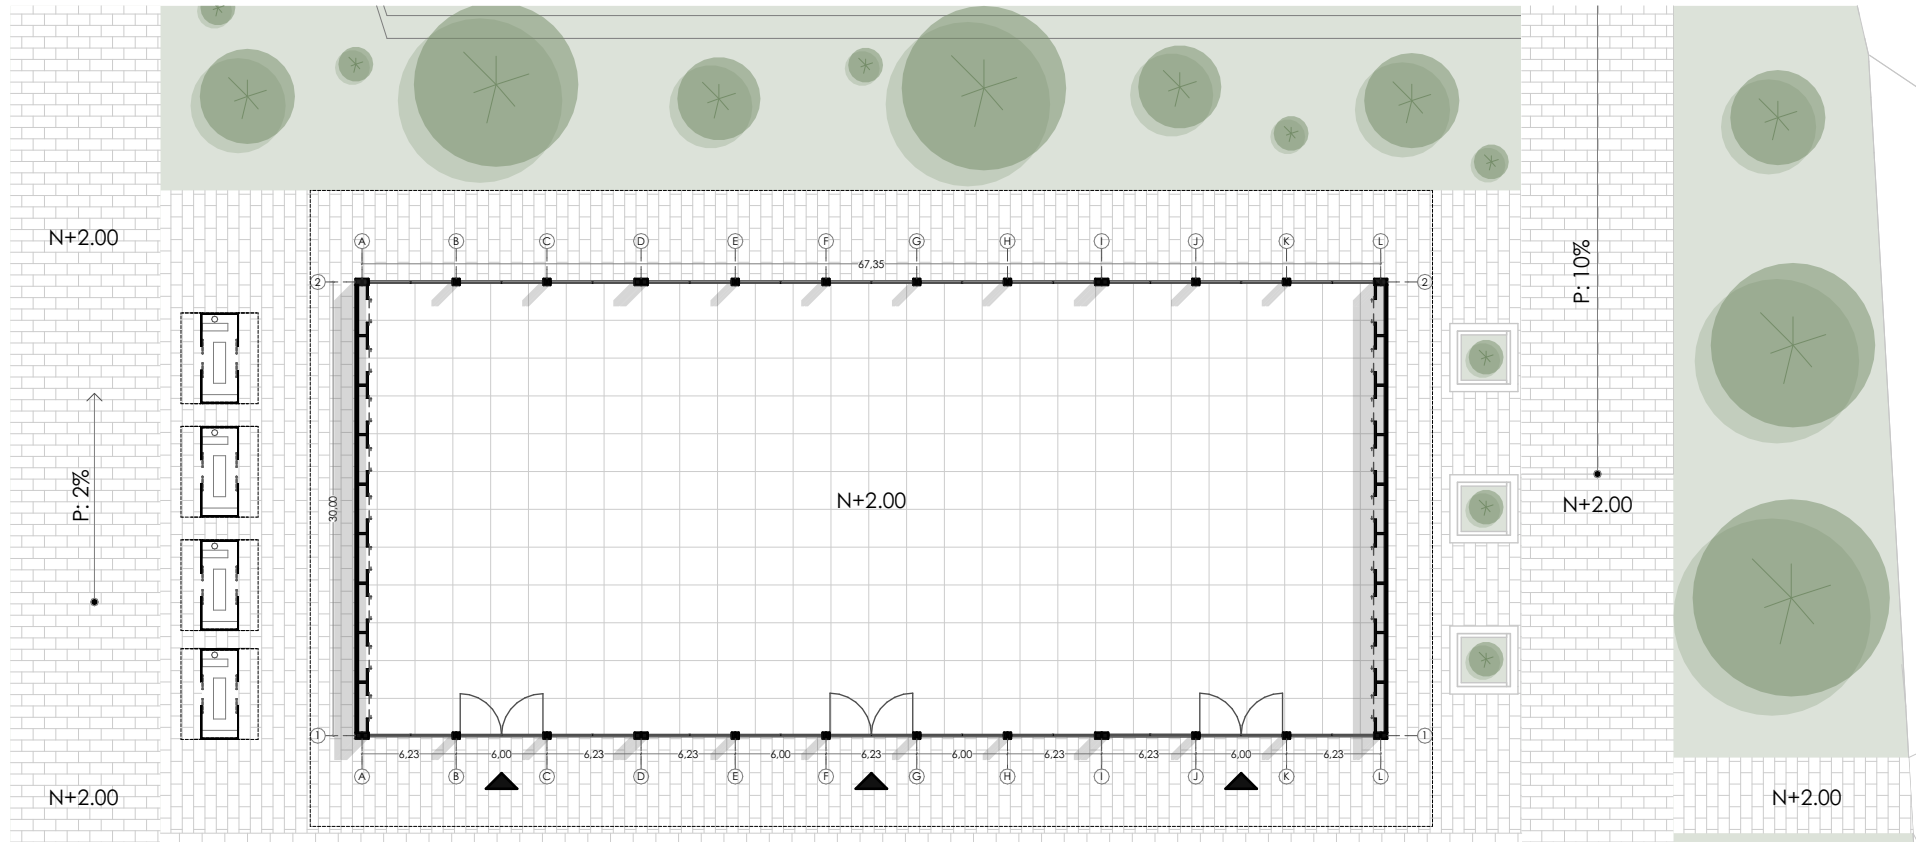 N+2.00
A B C D E F G H I J K L
67,35
2 2
P: 10%
P: 2%
30,00
N+2.00
N+2.00
1 1
6,23 6,00 6,23 6,23 6,00 6,23 6,00 6,23 6,23 6,00 6,23
A B C D E F G H I J K L
N+2.00
N+2.00